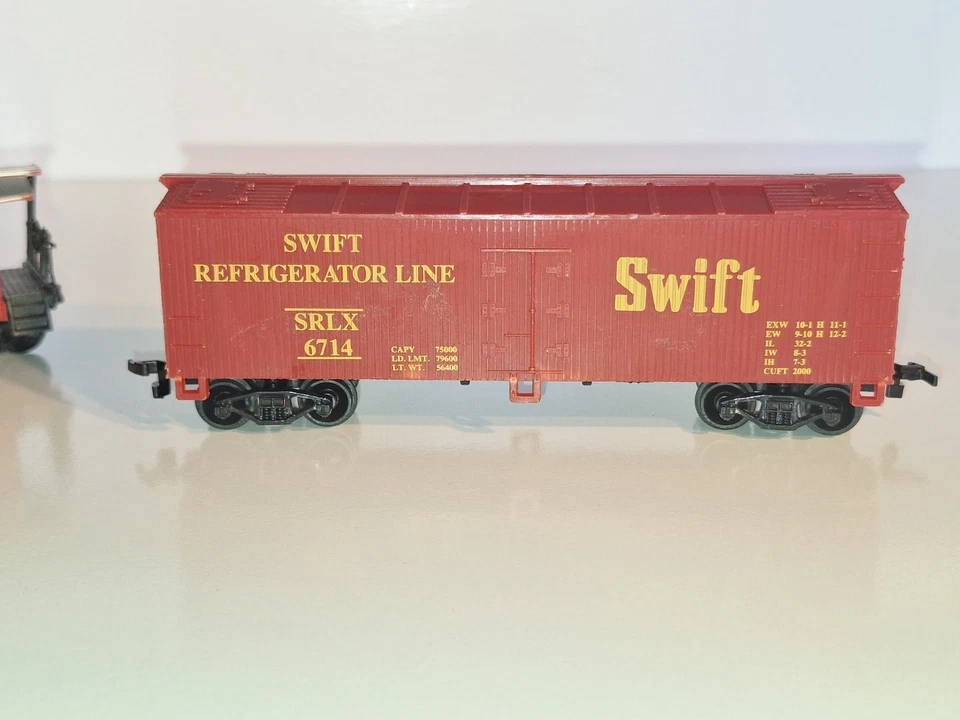 SWIFT
REFRIGERATOR LINE
SRLX
6714
CAPY 75000
LD. LMT. 79600
LT. WT. 56400
Swift
EXW 10-1 H 11-1
EW 9-10 H 12-2
IL 32-2
IW 8-3
IH 7-3
CUFT 2000